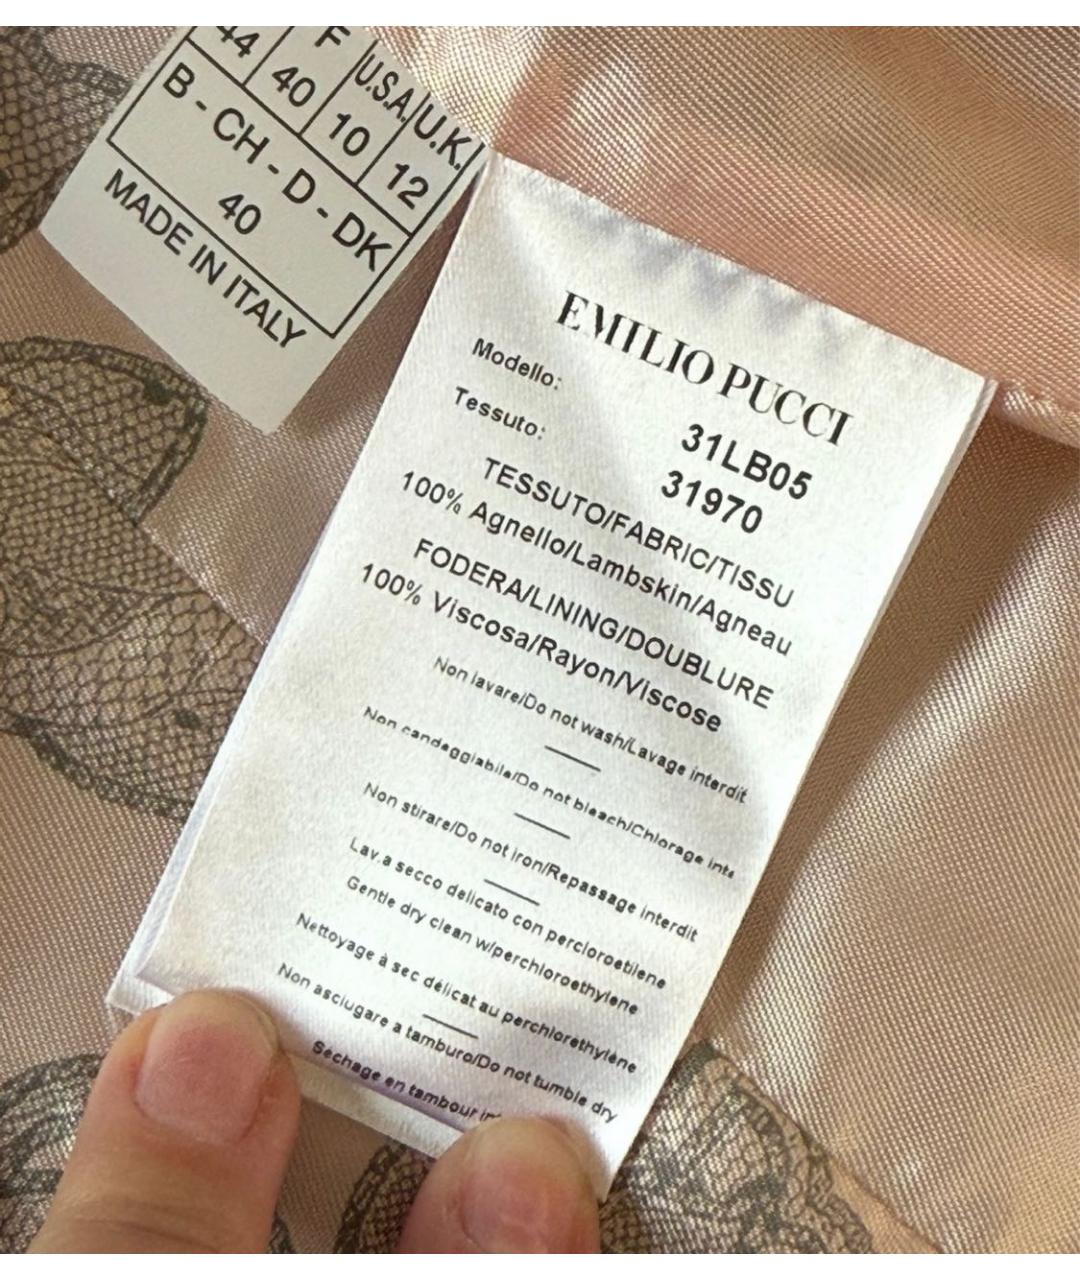 44 F U.S.A. U.K.
40 10 12
B - CH - D - DK
40
MADE IN ITALY
EMILIO PUCCI
Modello: 31LB05
Tessuto: 31970
TESSUTO/FABRIC/TISSU
100% Agnello/Lambskin/Agneau
FODERA/LINING/DOUBLURE
100% Viscosa/Rayon/Viscose
Non lavare/Do not wash/Lavage interdit
Non candeggiabile/Do not bleach/Chlorage
Non stirare/Do not iron/Repassage interdit
Lav.a secco delicato con percloroetilene
Gentle dry clean w/perchloroethylene
Nettoyage à sec délicat au perchloréthylène
Non asciugare a tamburo/Do not tumble dry
Séchage en tambour